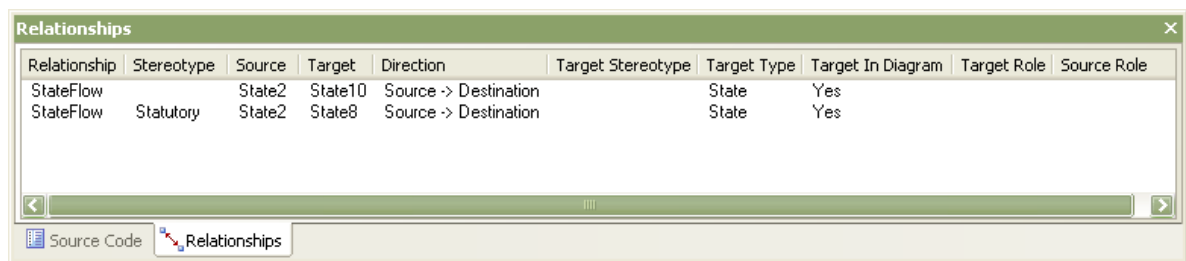 Relationships
Relationship Stereotype Source Target Direction Target Stereotype Target Type Target In Diagram Target Role Source Role
StateFlow State2 State10 Source -> Destination State Yes
StateFlow Statutory State2 State8 Source -> Destination State Yes
Source Code Relationships